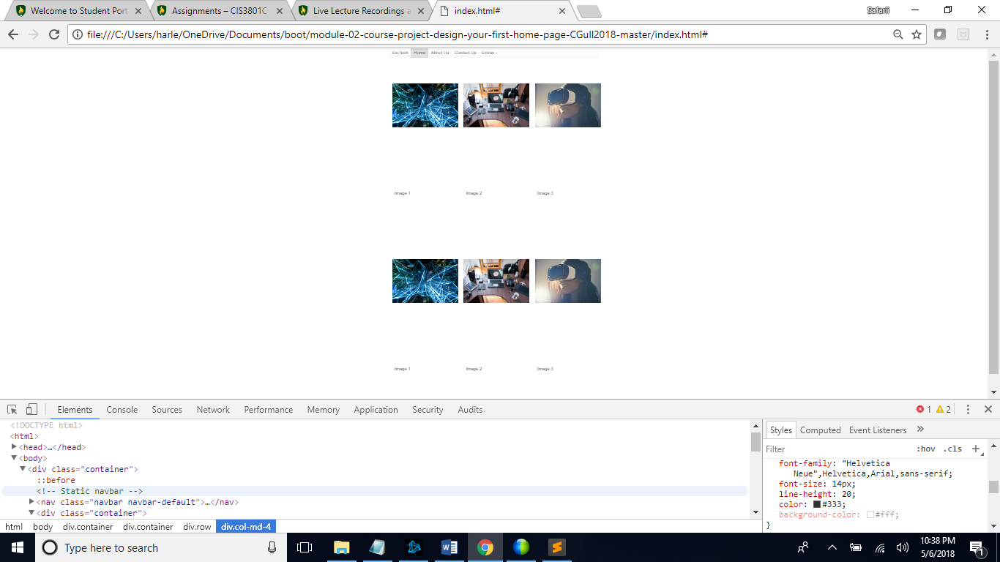 Welcome to Student Port
Assignments – CIS3801C
Live Lecture Recordings a
index.html#
Safarii
file:///C:/Users/harle/OneDrive/Documents/boot/module-02-course-project-design-your-first-home-page-CGull2018-master/index.html#
Ea-Tech Home About Us Contact Us Extras
Image 1 Image 2 Image 3
Image 1 Image 2 Image 3
Elements Console Sources Network Performance Memory Application Security Audits 1 2
<!DOCTYPE html>
<html>
<head>…</head>
<body>
<div class="container">
::before
<!-- Static navbar -->
<nav class="navbar navbar-default">…</nav>
<div class="container">
html body div.container div.container div.row div.col-md-4
Styles Computed Event Listeners »
Filter :hov .cls +
font-family: "Helvetica
Neue",Helvetica,Arial,sans-serif;
font-size: 14px;
line-height: 20;
color: #333;
background-color: #fff;
}
Type here to search
10:38 PM
5/6/2018
1